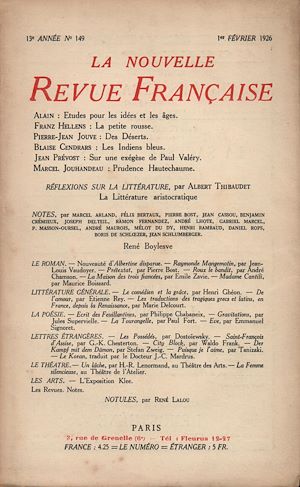 13e ANNÉE No 149 1er FÉVRIER 1926
LA NOUVELLE
REVUE FRANÇAISE
ALAIN : Etudes pour les idées et les âges.
FRANZ HELLENS : La petite rousse.
PIERRE-JEAN JOUVE : Des Déserts.
BLAISE CENDRARS : Les Indiens bleus.
JEAN PRÉVOST : Sur une exégèse de Paul Valéry.
MARCEL JOUHANDEAU : Prudence Hautechaume.
RÉFLEXIONS SUR LA LITTÉRATURE, par ALBERT THIBAUDET
La Littérature aristocratique
NOTES, par MARCEL ARLAND, FÉLIX BERTAUX, PIERRE BOST, JEAN CASSOU, BENJAMIN
CRÉMIEUX, JOSEPH DELTEIL, RAMON FERNANDEZ, ANDRÉ LHOTE, GABRIEL MARCEL,
P. MASSON-OURSEL, ANDRÉ MAUROIS, MÉLOT DU DY, HENRI RAMBAUD, DANIEL ROPS,
BORIS DE SCHLŒZER, JEAN SCHLUMBERGER.
René Boylesve
LE ROMAN. — Nouveauté d'Albertine disparue. — Raymonde Mangematin, par Jean-
Louis Vaudoyer. — Prétextat, par Pierre Bost. — Roux le bandit, par André
Chamson. — La Maison des trois fiancées, par Emile Zavie. — Mademoiselle Camtili,
par Maurice Boissard.
LITTÉRATURE GÉNÉRALE. — Le comédien et la grâce, par Henri Ghéon. — De
l'amour, par Etienne Rey. — Les traductions des tragiques grecs et latins, en
France, depuis la Renaissance, par Marie Delcourt.
LA POÉSIE. — Ecrit des Feuillantines, par Philippe Chabaneix, — Gravitations, par
Jules Supervielle. — La Tourangelle, par Paul Fort. — Eve, par Emmanuel
Signoret.
LETTRES ÉTRANGÈRES. — Les Possédés, par Dostoïevsky. — Saint-François
d'Assise, par G.-K. Chesterton. — City Block, par Waldo Frank. — Der
Kampf mit dem Dämon, par Stefan Zweig. — Puisque je l'aime, par Tanizaki.
— Le Koran, traduit par le Docteur J.-C. Mardrus.
LE THÉATRE. — Un lâche, par H.-R. Lenormand, au Théâtre des Arts. — La Femme
silencieuse, au Théâtre de l'Atelier.
LES ARTS. — L'Exposition Klee.
Les Revues. Notes.
NOTULES, par RENÉ LALOU
PARIS
3, rue de Grenelle (6e) — Tél : Fleurus 12-27
FRANCE : 4.25 — LE NUMÉRO — ÉTRANGER : 5 FR.